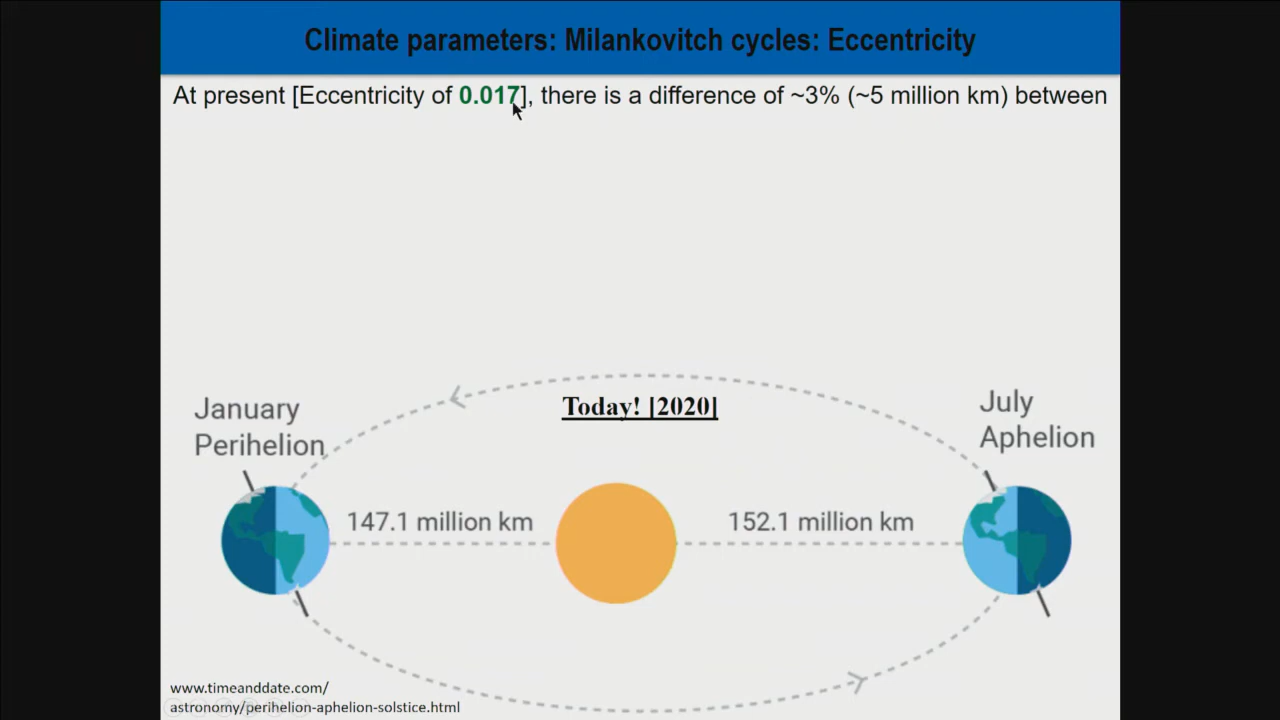 Climate parameters: Milankovitch cycles: Eccentricity
At present [Eccentricity of 0.017], there is a difference of ~3% (~5 million km) between
Today! [2020]
January
Perihelion
July
Aphelion
147.1 million km
152.1 million km
www.timeanddate.com/
astronomy/perihelion-aphelion-solstice.html